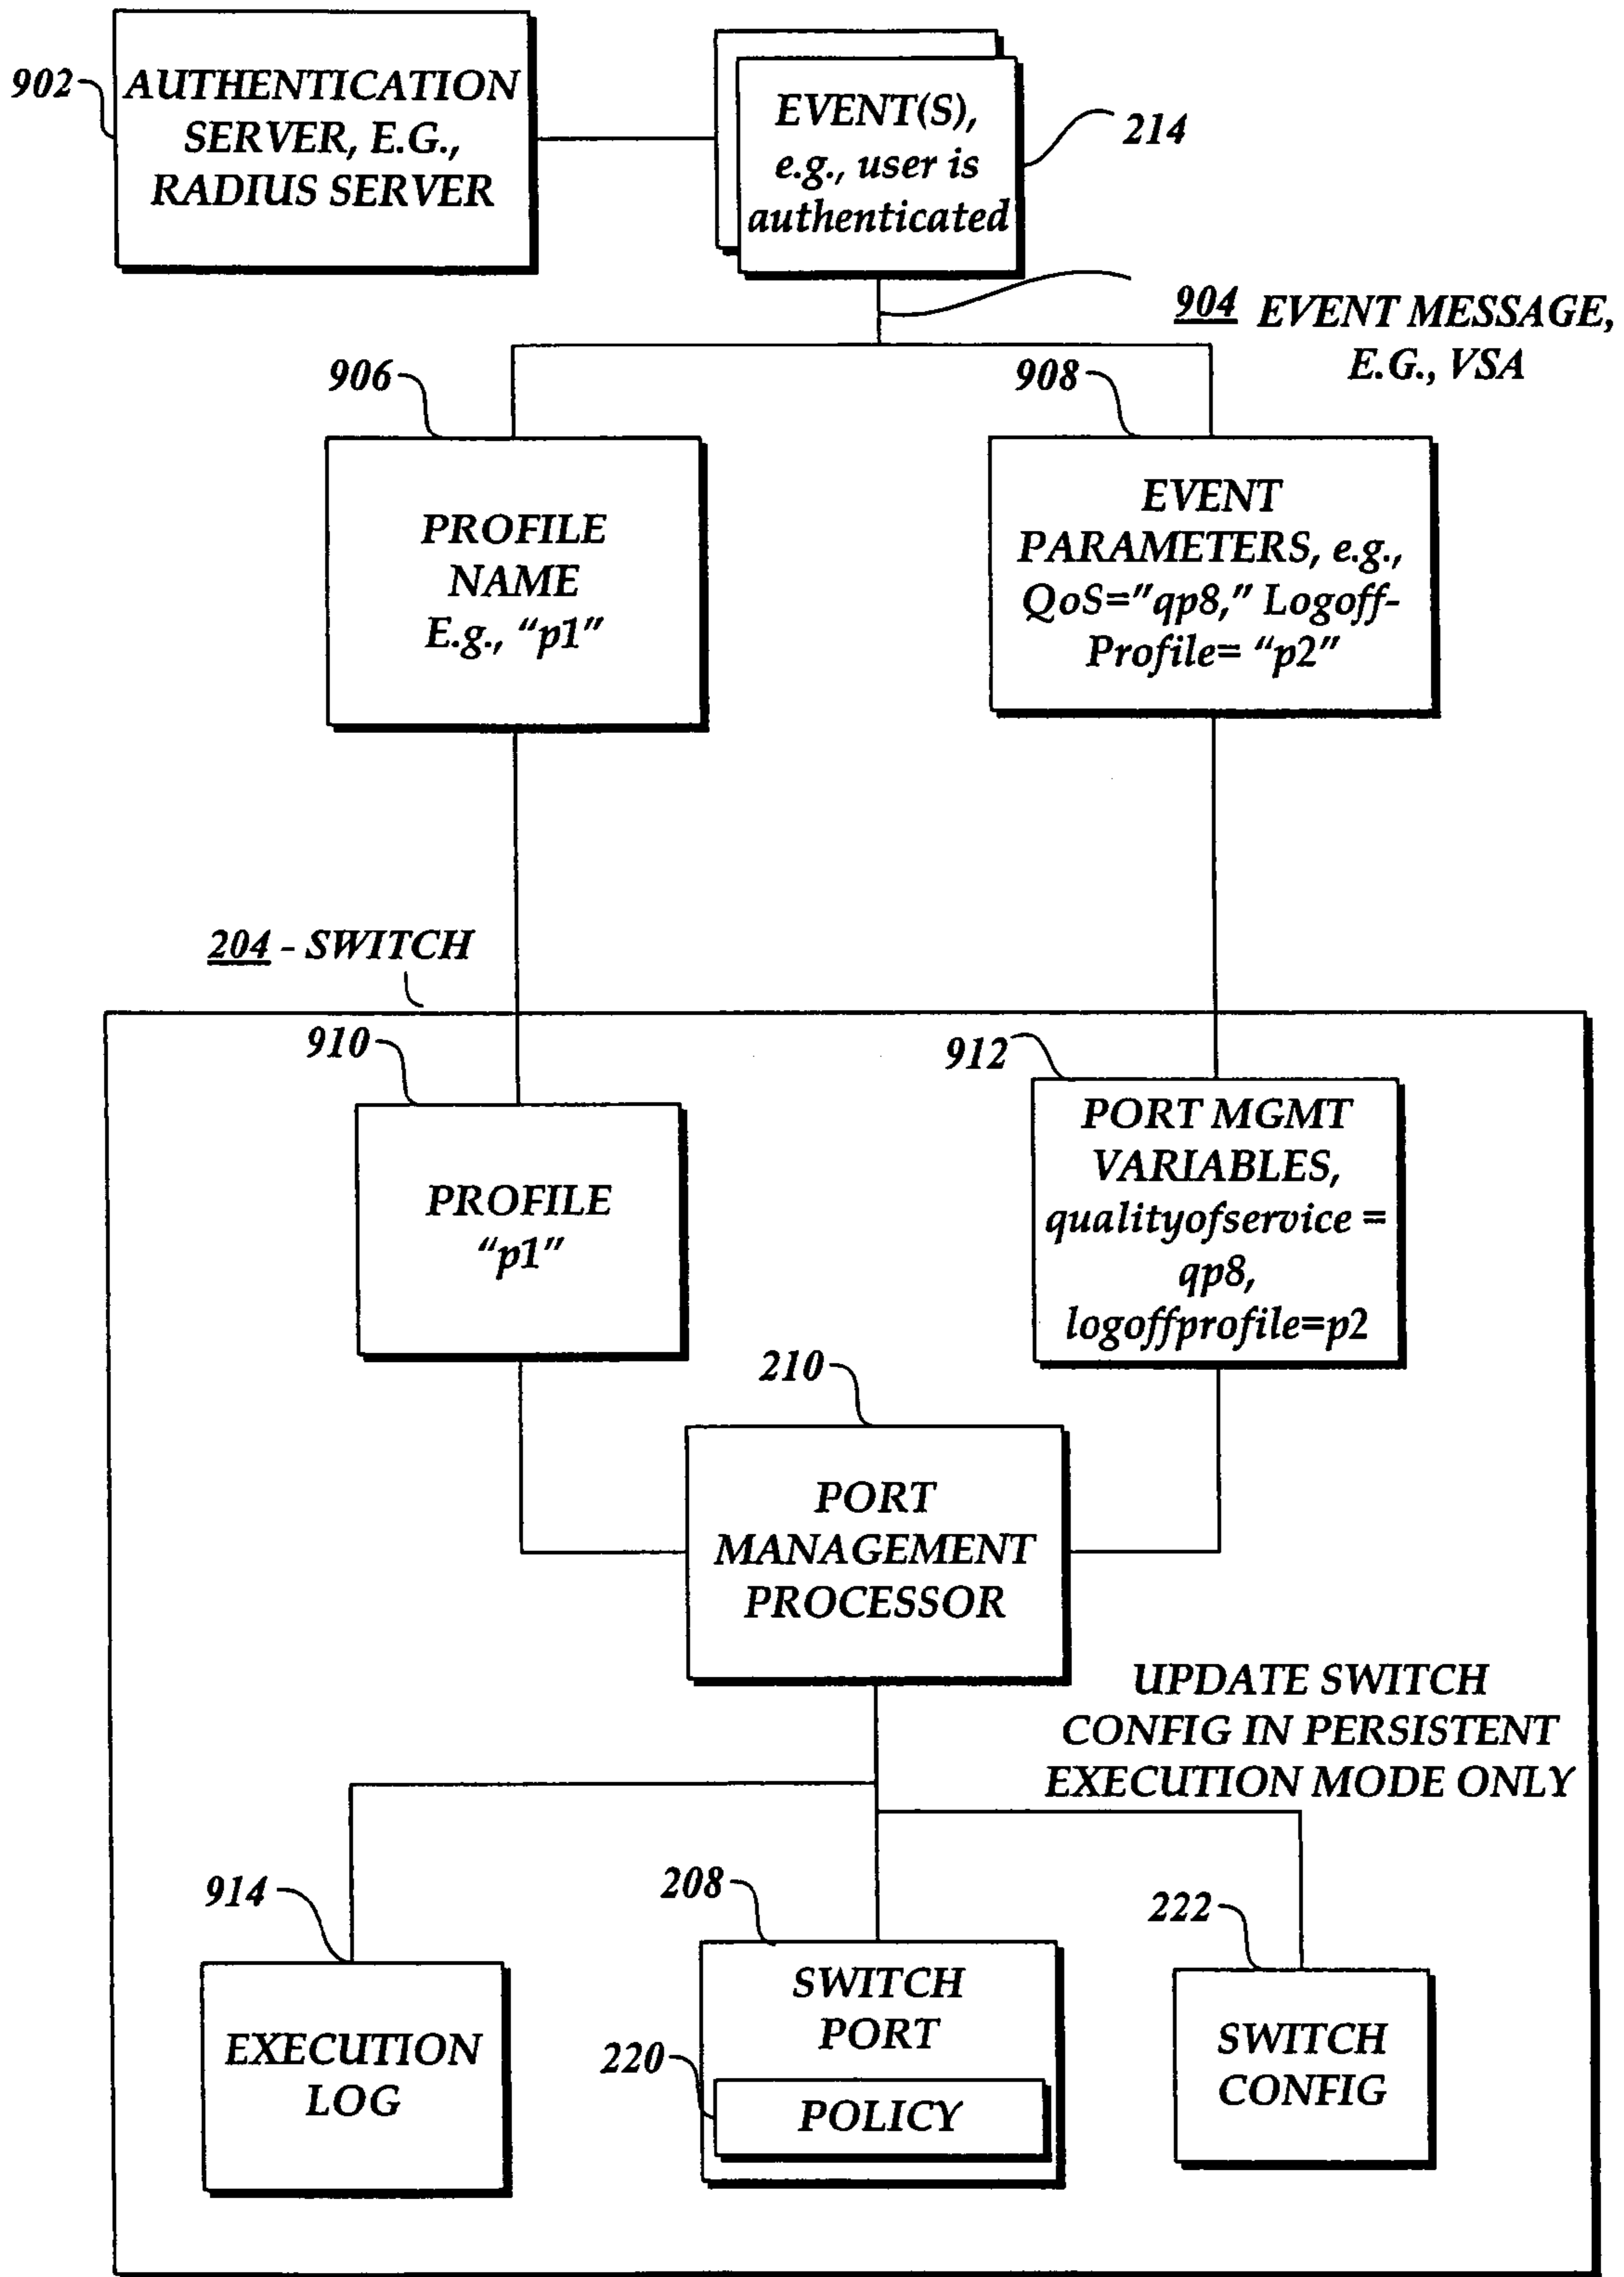 902
AUTHENTICATION
SERVER, E.G.,
RADIUS SERVER
EVENT(S),
e.g., user is
authenticated
214
904 EVENT MESSAGE,
E.G., VSA
906
PROFILE
NAME
E.g., “p1”
908
EVENT
PARAMETERS, e.g.,
QoS=”qp8,” Logoff-
Profile= “p2”
204 - SWITCH
910
PROFILE
“p1”
912
PORT MGMT
VARIABLES,
qualityofservice =
qp8,
logoffprofile=p2
210
PORT
MANAGEMENT
PROCESSOR
UPDATE SWITCH
CONFIG IN PERSISTENT
EXECUTION MODE ONLY
914
EXECUTION
LOG
208
SWITCH
PORT
220
POLICY
222
SWITCH
CONFIG